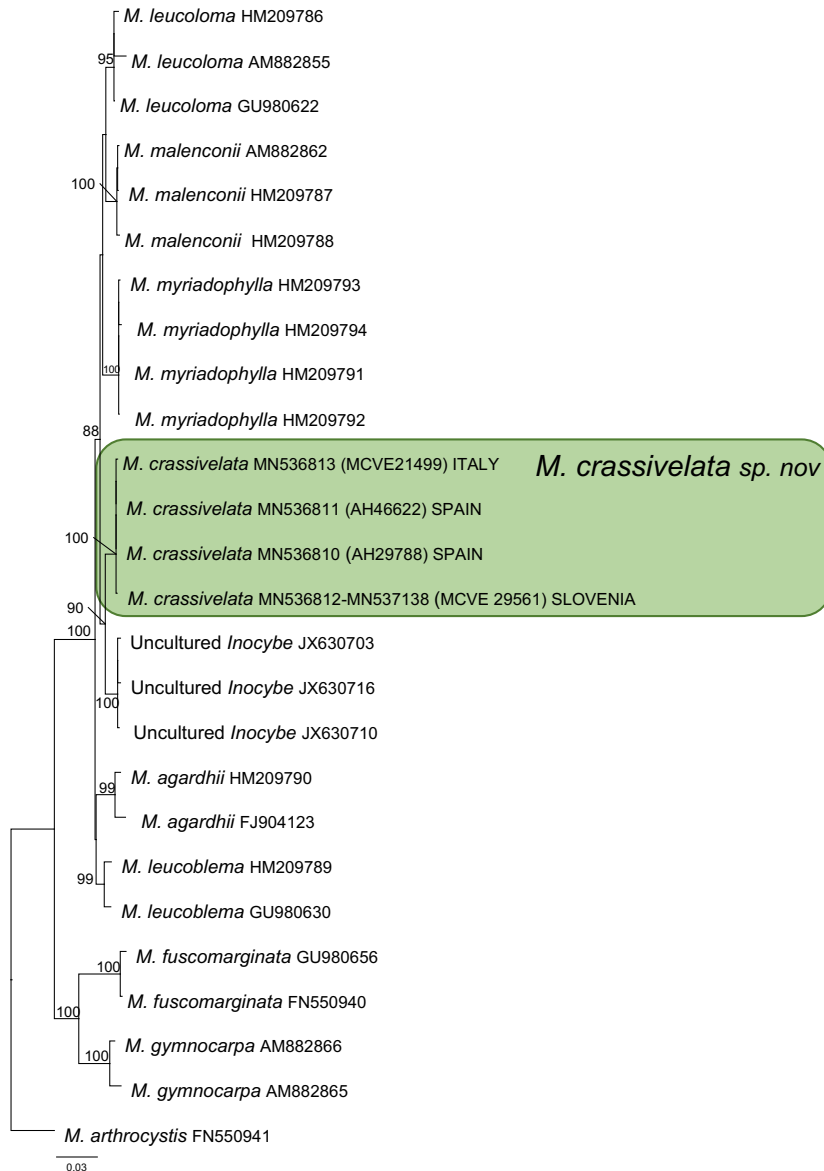 M. leucoloma HM209786
95
M. leucoloma AM882855
M. leucoloma GU980622
M. malenconii AM882862
100
M. malenconii HM209787
M. malenconii HM209788
M. myriadophylla HM209793
M. myriadophylla HM209794
100
M. myriadophylla HM209791
M. myriadophylla HM209792
88
M. crassivelata MN536813 (MCVE21499) ITALY
M. crassivelata sp. nov
M. crassivelata MN536811 (AH46622) SPAIN
100
M. crassivelata MN536810 (AH29788) SPAIN
M. crassivelata MN536812-MN537138 (MCVE 29561) SLOVENIA
90
100
Uncultured Inocybe JX630703
Uncultured Inocybe JX630716
100
Uncultured Inocybe JX630710
M. agardhii HM209790
99
M. agardhii FJ904123
M. leucoblema HM209789
99
M. leucoblema GU980630
M. fuscomarginata GU980656
100
M. fuscomarginata FN550940
100
M. gymnocarpa AM882866
100
M. gymnocarpa AM882865
M. arthrocystis FN550941
0.03